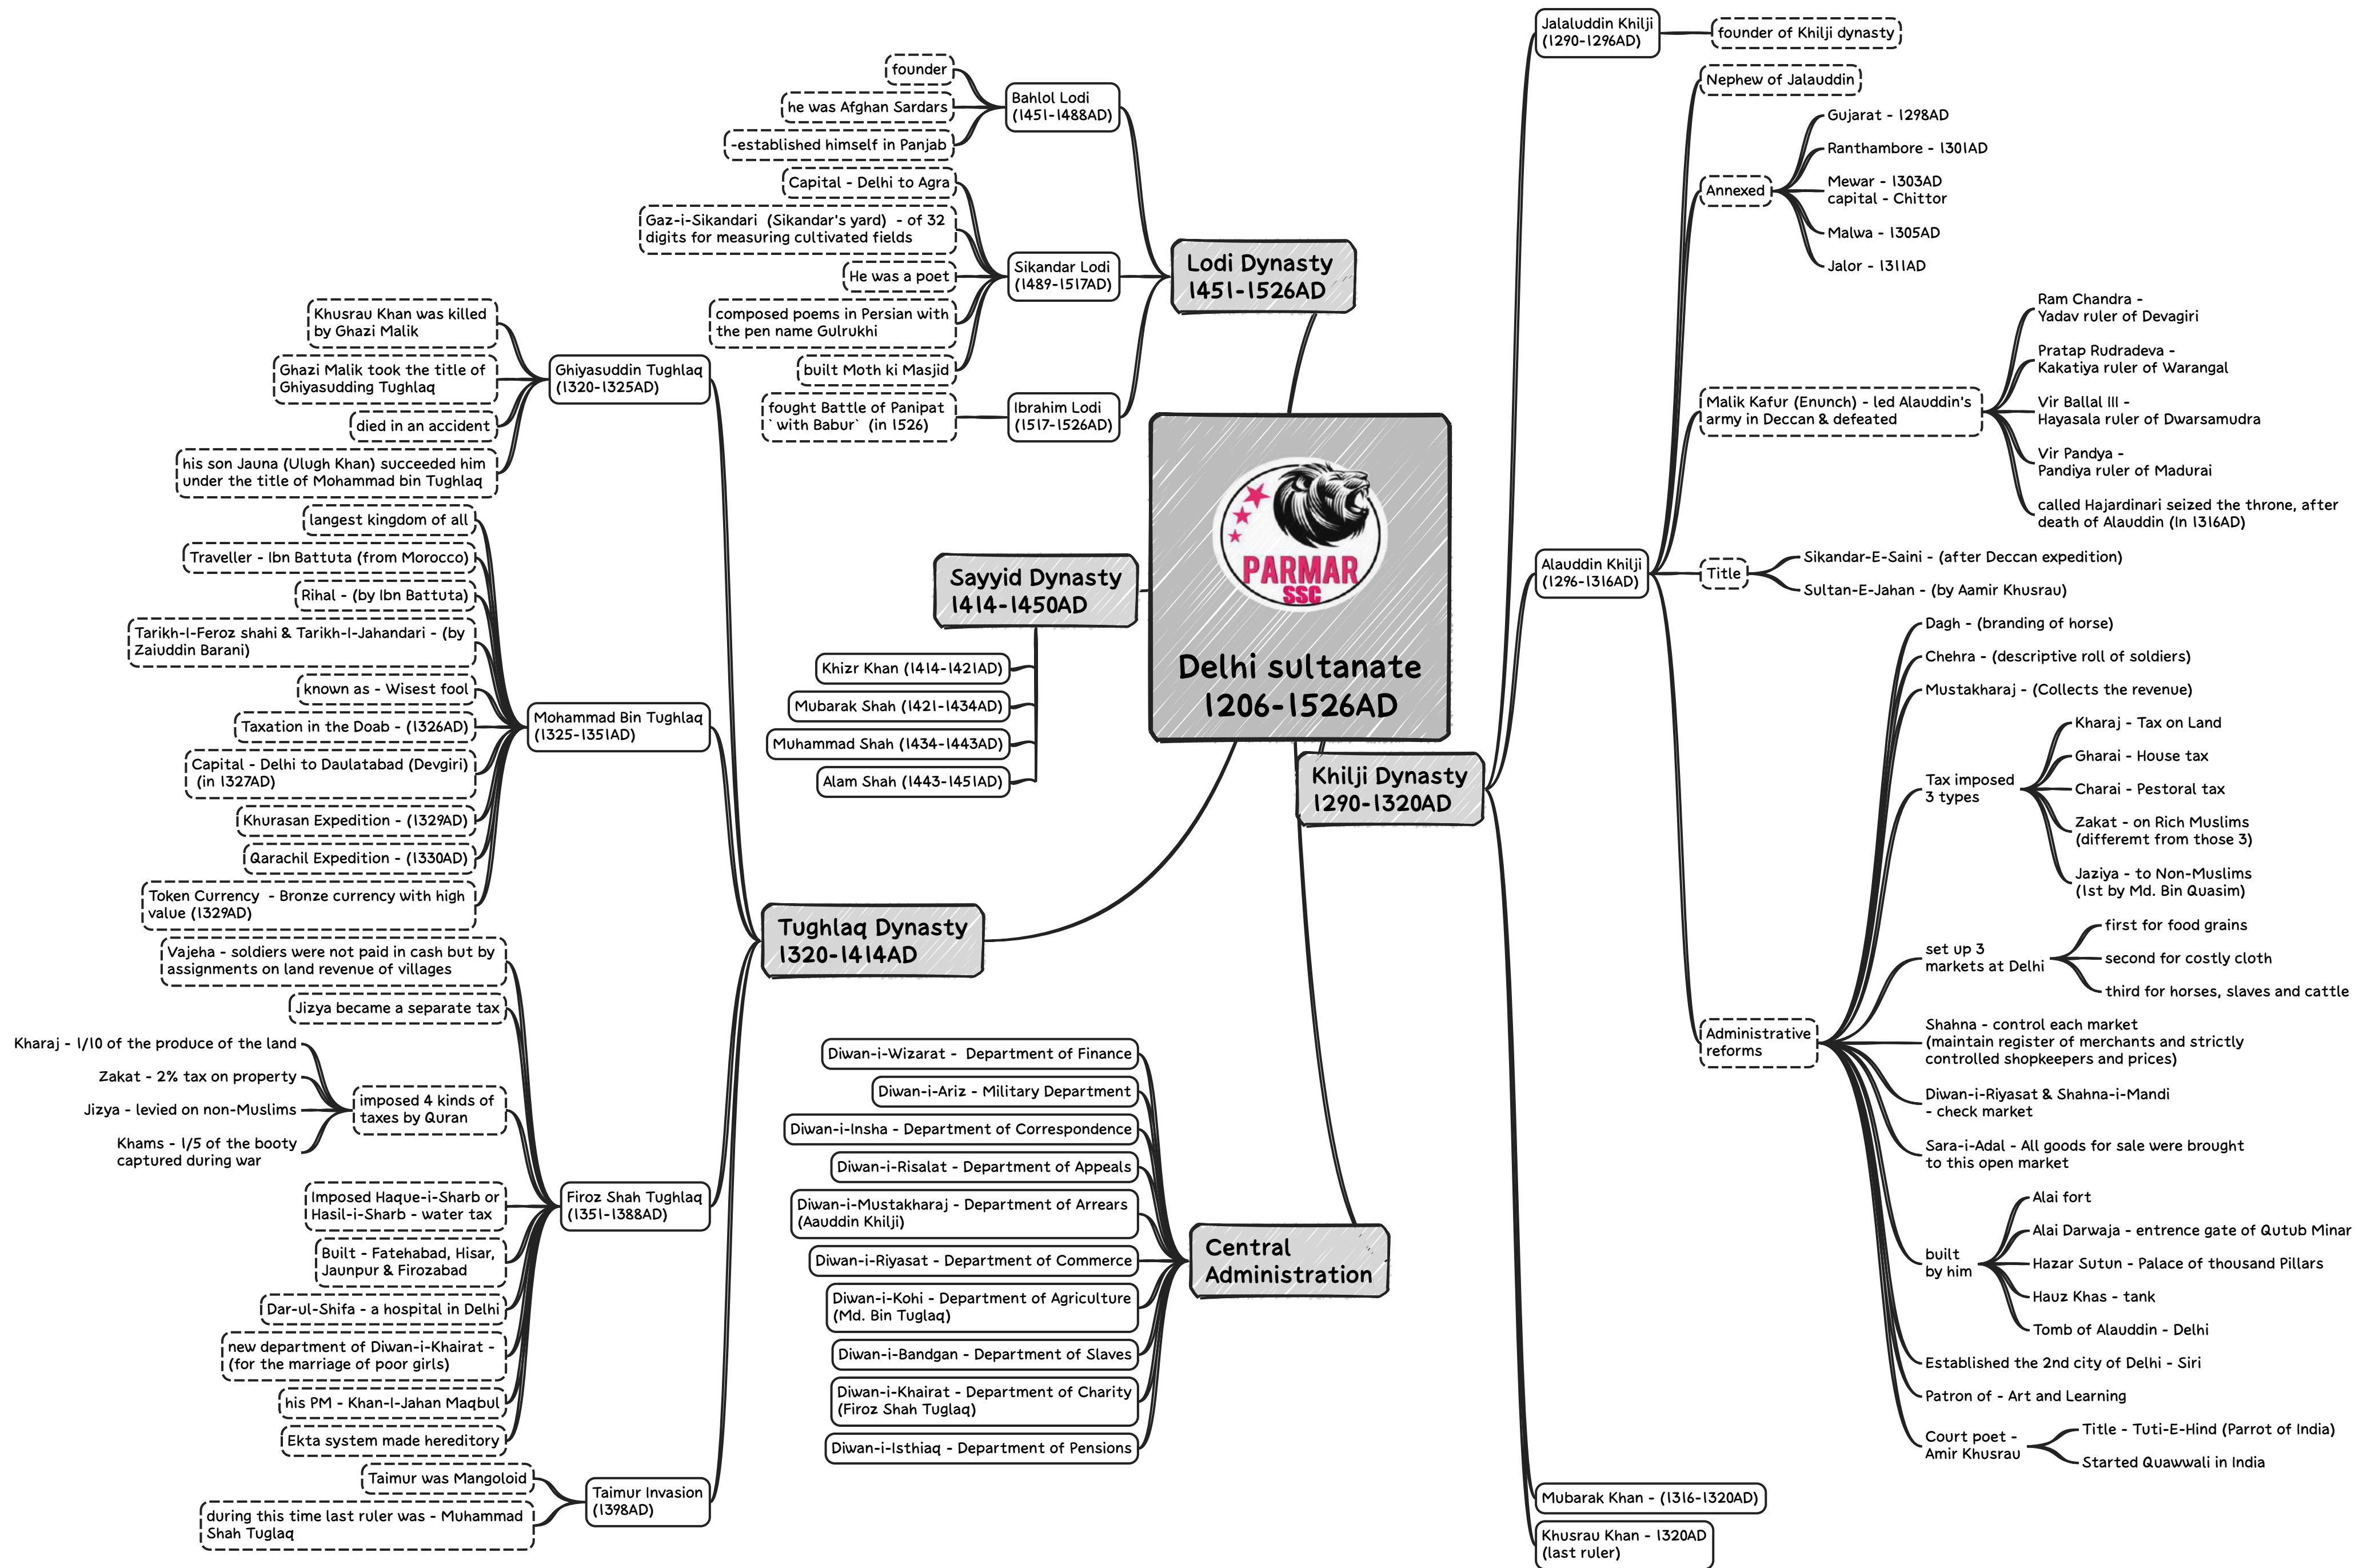 PARMAR
SSC
Delhi sultanate
1206-1526AD
Lodi Dynasty
1451-1526AD
Bahlol Lodi
(1451-1488AD)
founder
he was Afghan Sardars
-established himself in Panjab
Sikandar Lodi
(1489-1517AD)
Capital - Delhi to Agra
Gaz-i-Sikandari (Sikandar's yard) - of 32
digits for measuring cultivated fields
He was a poet
composed poems in Persian with
the pen name Gulrukhi
built Moth ki Masjid
Ibrahim Lodi
(1517-1526AD)
fought Battle of Panipat
`with Babur` (in 1526)
Sayyid Dynasty
1414-1450AD
Khizr Khan (1414-1421AD)
Mubarak Shah (1421-1434AD)
Muhammad Shah (1434-1443AD)
Alam Shah (1443-1451AD)
Tughlaq Dynasty
1320-1414AD
Ghiyasuddin Tughlaq
(1320-1325AD)
Khusrau Khan was killed
by Ghazi Malik
Ghazi Malik took the title of
Ghiyasudding Tughlaq
died in an accident
his son Jauna (Ulugh Khan) succeeded him
under the title of Mohammad bin Tughlaq
Mohammad Bin Tughlaq
(1325-1351AD)
langest kingdom of all
Traveller - Ibn Battuta (from Morocco)
Rihal - (by Ibn Battuta)
Tarikh-I-Feroz shahi & Tarikh-I-Jahandari - (by
Zaiuddin Barani)
known as - Wisest fool
Taxation in the Doab - (1326AD)
Capital - Delhi to Daulatabad (Devgiri)
(in 1327AD)
Khurasan Expedition - (1329AD)
Qarachil Expedition - (1330AD)
Token Currency - Bronze currency with high
value (1329AD)
Firoz Shah Tughlaq
(1351-1388AD)
Vajeha - soldiers were not paid in cash but by
assignments on land revenue of villages
Jizya became a separate tax
imposed 4 kinds of
taxes by Quran
Kharaj - 1/10 of the produce of the land
Zakat - 2% tax on property
Jizya - levied on non-Muslims
Khams - 1/5 of the booty
captured during war
Imposed Haque-i-Sharb or
Hasil-i-Sharb - water tax
Built - Fatehabad, Hisar,
Jaunpur & Firozabad
Dar-ul-Shifa - a hospital in Delhi
new department of Diwan-i-Khairat -
(for the marriage of poor girls)
his PM - Khan-I-Jahan Maqbul
Ekta system made hereditory
Taimur Invasion
(1398AD)
Taimur was Mangoloid
during this time last ruler was - Muhammad
Shah Tuglaq
Central
Administration
Diwan-i-Wizarat - Department of Finance
Diwan-i-Ariz - Military Department
Diwan-i-Insha - Department of Correspondence
Diwan-i-Risalat - Department of Appeals
Diwan-i-Mustakharaj - Department of Arrears
(Aauddin Khilji)
Diwan-i-Riyasat - Department of Commerce
Diwan-i-Kohi - Department of Agriculture
(Md. Bin Tuglaq)
Diwan-i-Bandgan - Department of Slaves
Diwan-i-Khairat - Department of Charity
(Firoz Shah Tuglaq)
Diwan-i-Isthiaq - Department of Pensions
Khilji Dynasty
1290-1320AD
Jalaluddin Khilji
(1290-1296AD)
founder of Khilji dynasty
Alauddin Khilji
(1296-1316AD)
Nephew of Jalauddin
Annexed
Gujarat - 1298AD
Ranthambore - 1301AD
Mewar - 1303AD
capital - Chittor
Malwa - 1305AD
Jalor - 1311AD
Malik Kafur (Enunch) - led Alauddin's
army in Deccan & defeated
Ram Chandra -
Yadav ruler of Devagiri
Pratap Rudradeva -
Kakatiya ruler of Warangal
Vir Ballal III -
Hayasala ruler of Dwarsamudra
Vir Pandya -
Pandiya ruler of Madurai
called Hajardinari seized the throne, after
death of Alauddin (In 1316AD)
Title
Sikandar-E-Saini - (after Deccan expedition)
Sultan-E-Jahan - (by Aamir Khusrau)
Administrative
reforms
Dagh - (branding of horse)
Chehra - (descriptive roll of soldiers)
Mustakharaj - (Collects the revenue)
Tax imposed
3 types
Kharaj - Tax on Land
Gharai - House tax
Charai - Pestoral tax
Zakat - on Rich Muslims
(differemt from those 3)
Jaziya - to Non-Muslims
(1st by Md. Bin Quasim)
set up 3
markets at Delhi
first for food grains
second for costly cloth
third for horses, slaves and cattle
Shahna - control each market
(maintain register of merchants and strictly
controlled shopkeepers and prices)
Diwan-i-Riyasat & Shahna-i-Mandi
- check market
Sara-i-Adal - All goods for sale were brought
to this open market
built
by him
Alai fort
Alai Darwaja - entrence gate of Qutub Minar
Hazar Sutun - Palace of thousand Pillars
Hauz Khas - tank
Tomb of Alauddin - Delhi
Established the 2nd city of Delhi - Siri
Patron of - Art and Learning
Court poet -
Amir Khusrau
Title - Tuti-E-Hind (Parrot of India)
Started Quawwali in India
Mubarak Khan - (1316-1320AD)
Khusrau Khan - 1320AD
(last ruler)